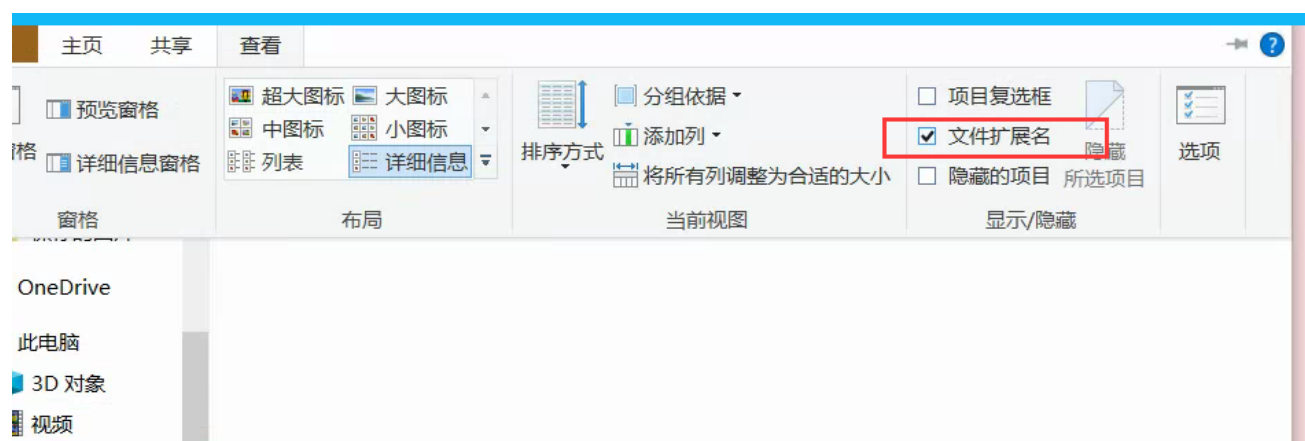 主页 共享 查看
预览窗格
格
详细信息窗格
窗格
超大图标 大图标
中图标 小图标
列表 详细信息
布局
排序方式
分组依据
添加列
将所有列调整为合适的大小
当前视图
项目复选框
文件扩展名
隐藏的项目
隐藏
所选项目
显示/隐藏
选项
OneDrive
此电脑
3D 对象
视频